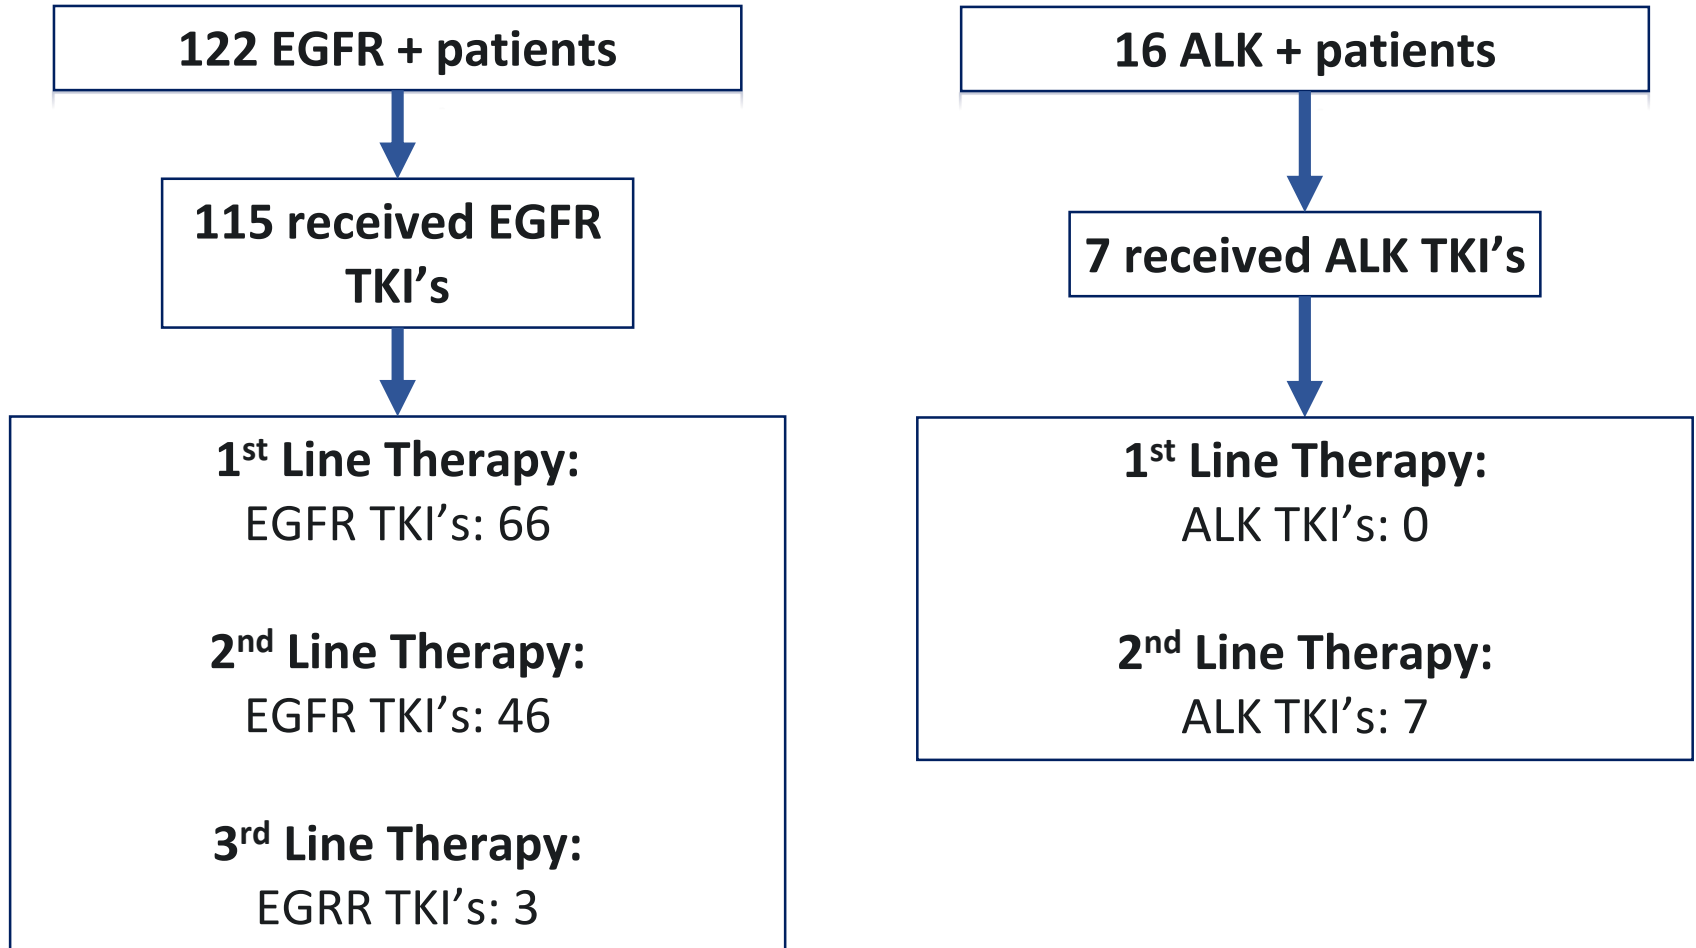 122 EGFR + patients
115 received EGFR
TKI’s
1st Line Therapy:
EGFR TKI’s: 66
2nd Line Therapy:
EGFR TKI’s: 46
3rd Line Therapy:
EGRR TKI’s: 3
16 ALK + patients
7 received ALK TKI’s
1st Line Therapy:
ALK TKI’s: 0
2nd Line Therapy:
ALK TKI’s: 7